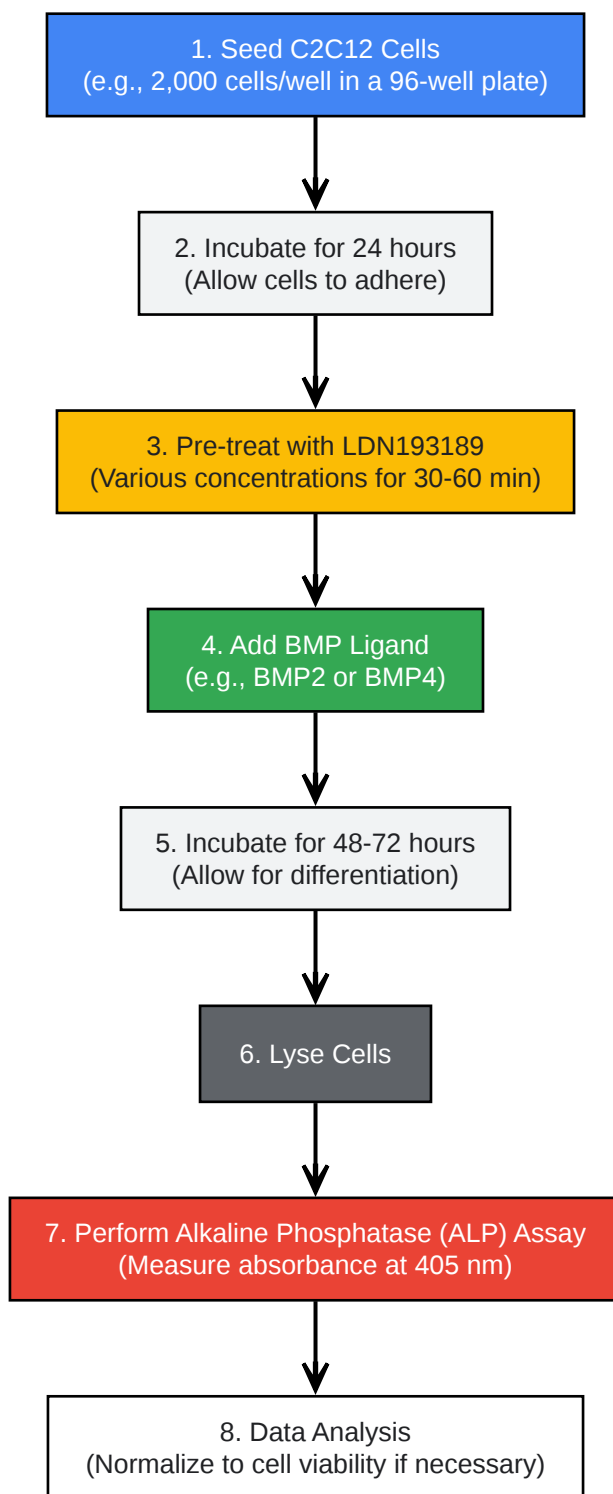 1. Seed C2C12 Cells
(e.g., 2,000 cells/well in a 96-well plate)
2. Incubate for 24 hours
(Allow cells to adhere)
3. Pre-treat with LDN193189
(Various concentrations for 30-60 min)
4. Add BMP Ligand
(e.g., BMP2 or BMP4)
5. Incubate for 48-72 hours
(Allow for differentiation)
6. Lyse Cells
7. Perform Alkaline Phosphatase (ALP) Assay
(Measure absorbance at 405 nm)
8. Data Analysis
(Normalize to cell viability if necessary)